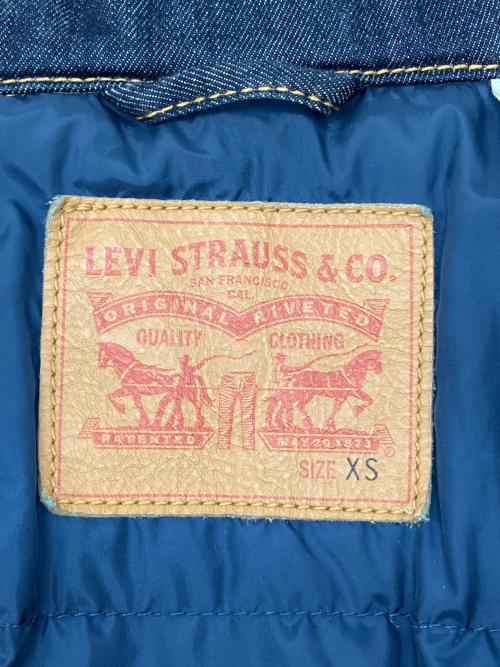 LEVI STRAUSS & CO.
SAN FRANCISCO
CAL.
ORIGINAL RIVETED
QUALITY CLOTHING
PATENTED MAY 20 1873
®
SIZE XS